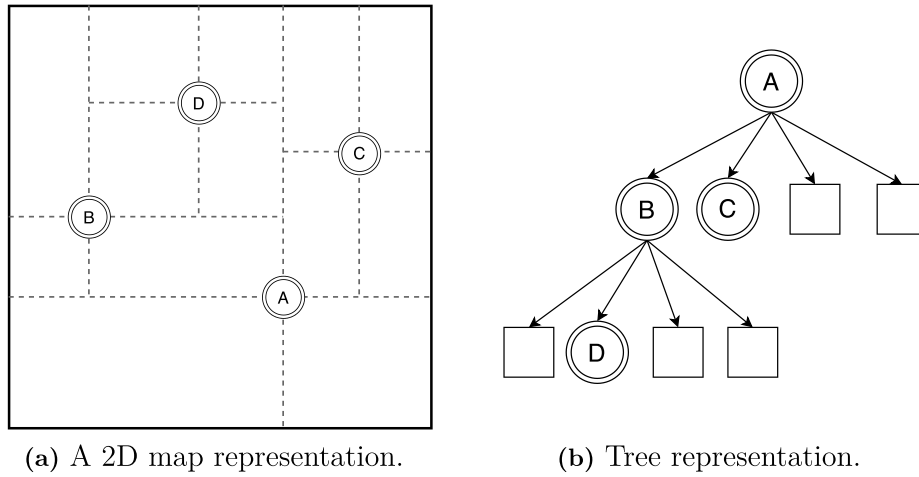 D
C
B
A
A
B
C
D
(a) A 2D map representation.
(b) Tree representation.